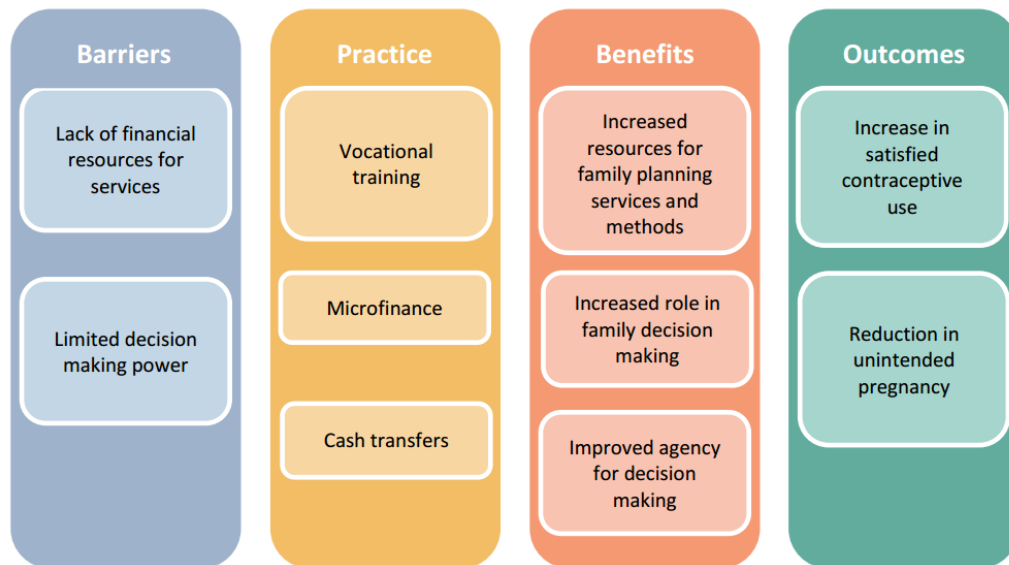 Barriers
Lack of financial
resources for
services
Limited decision
making power
Practice
Vocational
training
Microfinance
Cash transfers
Benefits
Increased
resources for
family planning
services and
methods
Increased role in
family decision
making
Improved agency
for decision
making
Outcomes
Increase in
satisfied
contraceptive
use
Reduction in
unintended
pregnancy